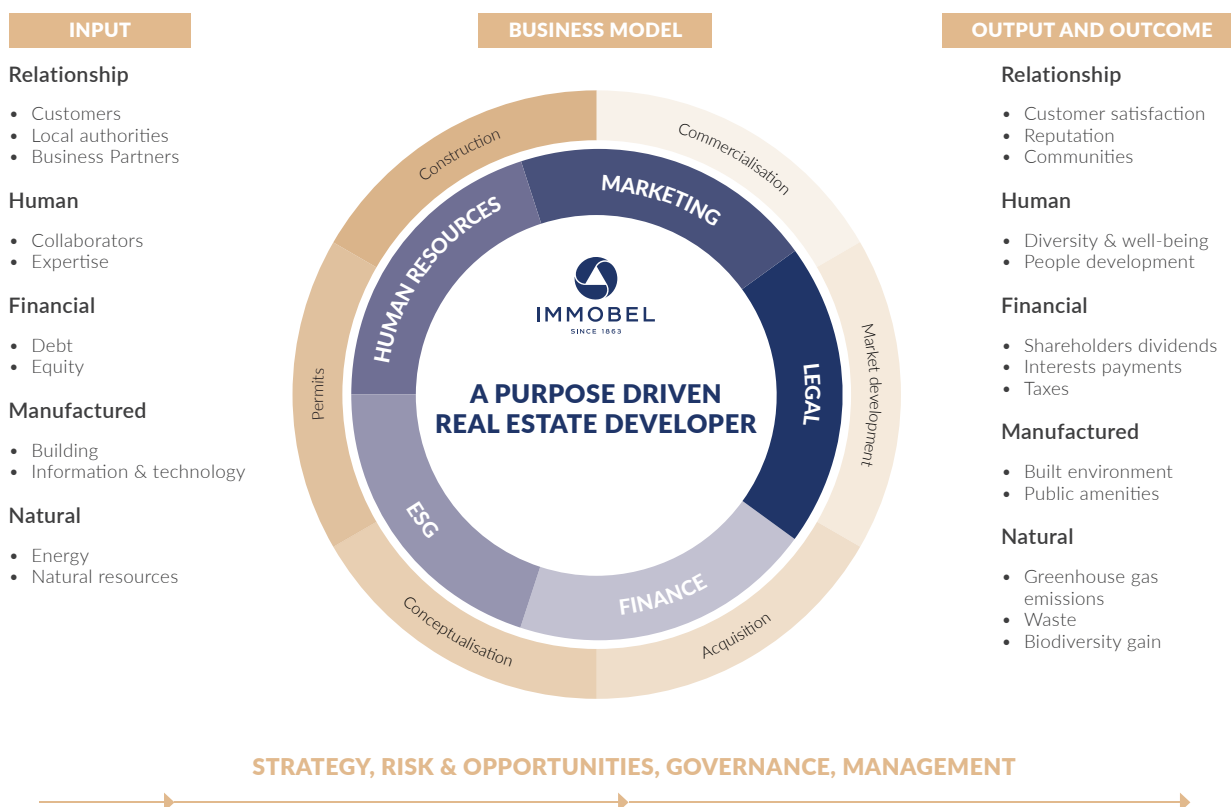 INPUT
Relationship
• Customers
• Local authorities
• Business Partners
Human
• Collaborators
• Expertise
Financial
• Debt
• Equity
Manufactured
• Building
• Information & technology
Natural
• Energy
• Natural resources
BUSINESS MODEL
Construction
Commercialisation
Market development
Acquisition
Conceptualisation
Permits
HUMAN RESOURCES
MARKETING
LEGAL
FINANCE
ESG
IMMOBEL
SINCE 1863
A PURPOSE DRIVEN
REAL ESTATE DEVELOPER
OUTPUT AND OUTCOME
Relationship
• Customer satisfaction
• Reputation
• Communities
Human
• Diversity & well-being
• People development
Financial
• Shareholders dividends
• Interests payments
• Taxes
Manufactured
• Built environment
• Public amenities
Natural
• Greenhouse gas
emissions
• Waste
• Biodiversity gain
STRATEGY, RISK & OPPORTUNITIES, GOVERNANCE, MANAGEMENT